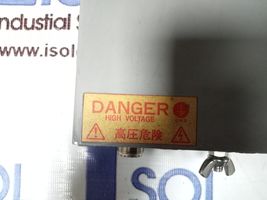 ndustrial S
www.isol
DANGER
HIGH VOLTAGE
高圧危険
SOL